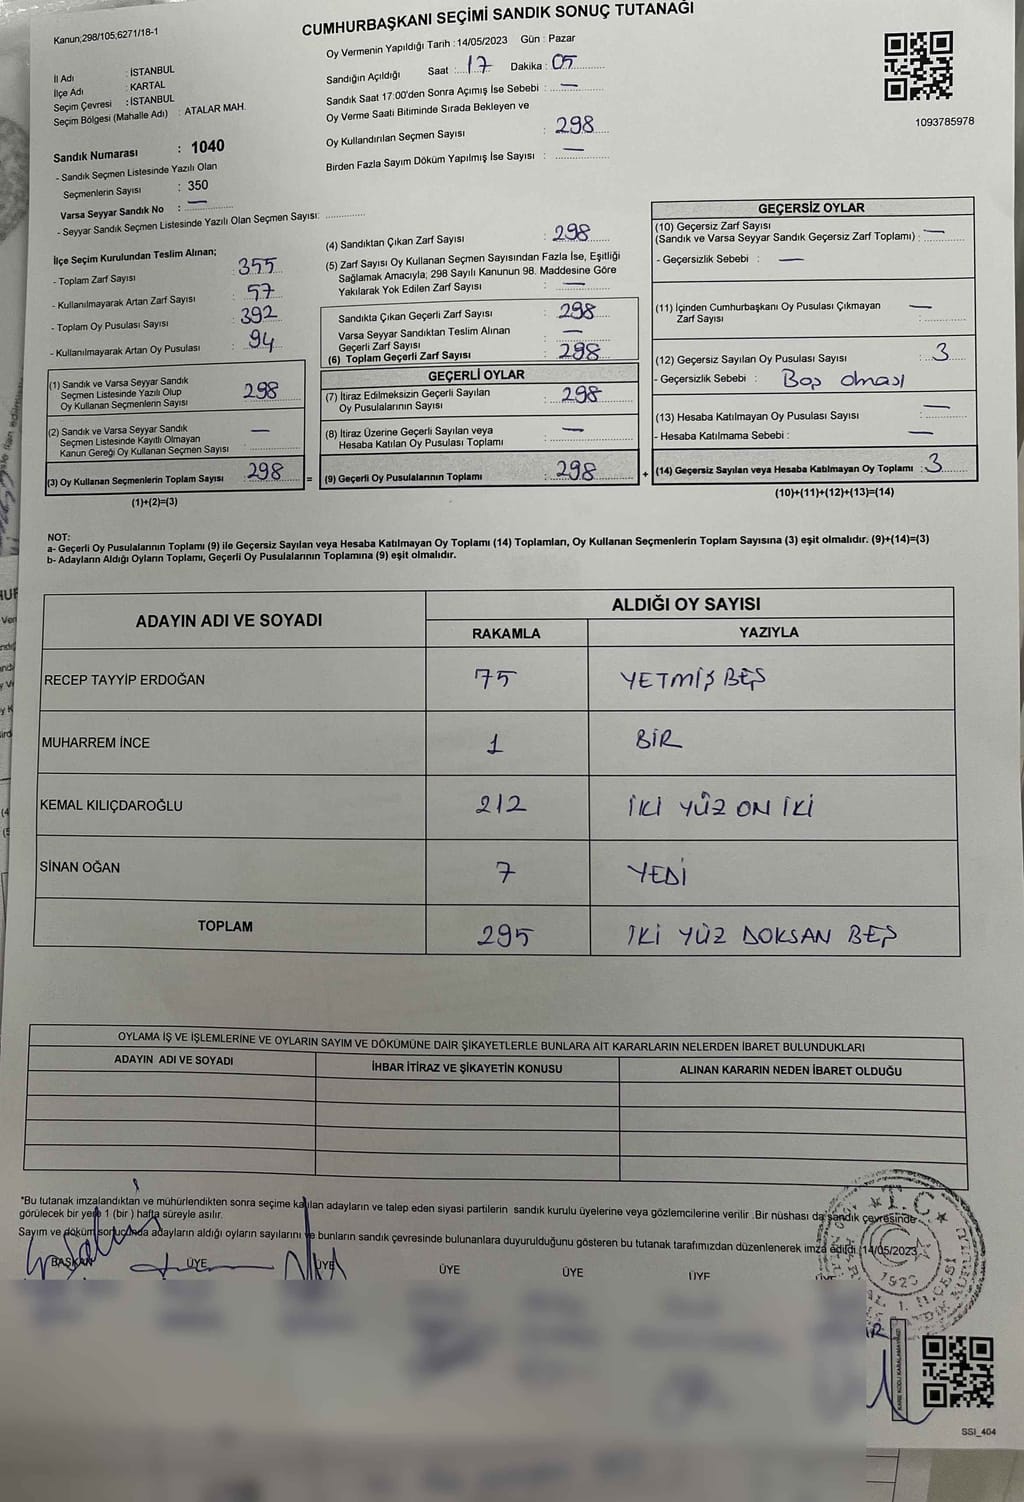 Kanun;298/105,6271/18-1
CUMHURBAŞKANI SEÇİMİ SANDIK SONUÇ TUTANAĞI
Oy Vermenin Yapıldığı Tarih : 14/05/2023 Gün : Pazar
İl Adı : İSTANBUL
İlçe Adı : KARTAL
Seçim Çevresi : İSTANBUL
Seçim Bölgesi (Mahalle Adı) : ATALAR MAH.
Sandığın Açıldığı Saat : 17 Dakika : 05
Sandık Saat 17:00'den Sonra Açımış İse Sebebi : —
Oy Verme Saati Bitiminde Sırada Bekleyen ve
Oy Kullandırılan Seçmen Sayısı : 298
Birden Fazla Sayım Döküm Yapılmış İse Sayısı : —
1093785978
Sandık Numarası : 1040
- Sandık Seçmen Listesinde Yazılı Olan
Seçmenlerin Sayısı : 350
Varsa Seyyar Sandık No : —
- Seyyar Sandık Seçmen Listesinde Yazılı Olan Seçmen Sayısı:
İlçe Seçim Kurulundan Teslim Alınan;
- Toplam Zarf Sayısı : 355
- Kullanılmayarak Artan Zarf Sayısı : 57
- Toplam Oy Pusulası Sayısı : 392
- Kullanılmayarak Artan Oy Pusulası : 94
(1) Sandık ve Varsa Seyyar Sandık
Seçmen Listesinde Yazılı Olup
Oy Kullanan Seçmenlerin Sayısı 298
(2) Sandık ve Varsa Seyyar Sandık
Seçmen Listesinde Kayıtlı Olmayan
Kanun Gereği Oy Kullanan Seçmen Sayısı —
(3) Oy Kullanan Seçmenlerin Toplam Sayısı 298 =
(1)+(2)=(3)
(4) Sandıktan Çıkan Zarf Sayısı : 298
(5) Zarf Sayısı Oy Kullanan Seçmen Sayısından Fazla İse, Eşitliği
Sağlamak Amacıyla; 298 Sayılı Kanunun 98. Maddesine Göre
Yakılarak Yok Edilen Zarf Sayısı : —
Sandıkta Çıkan Geçerli Zarf Sayısı : 298
Varsa Seyyar Sandıktan Teslim Alınan
Geçerli Zarf Sayısı : —
(6) Toplam Geçerli Zarf Sayısı : 298
GEÇERLİ OYLAR
(7) İtiraz Edilmeksizin Geçerli Sayılan
Oy Pusulalarının Sayısı : 298
(8) İtiraz Üzerine Geçerli Sayılan veya
Hesaba Katılan Oy Pusulası Toplamı : —
(9) Geçerli Oy Pusulalarının Toplamı : 298 +
GEÇERSİZ OYLAR
(10) Geçersiz Zarf Sayısı
(Sandık ve Varsa Seyyar Sandık Geçersiz Zarf Toplamı) : —
- Geçersizlik Sebebi : —
(11) İçinden Cumhurbaşkanı Oy Pusulası Çıkmayan
Zarf Sayısı : —
(12) Geçersiz Sayılan Oy Pusulası Sayısı : 3
- Geçersizlik Sebebi : Boş olması
(13) Hesaba Katılmayan Oy Pusulası Sayısı : —
- Hesaba Katılmama Sebebi : —
(14) Geçersiz Sayılan veya Hesaba Katılmayan Oy Toplamı : 3
(10)+(11)+(12)+(13)=(14)
NOT:
a- Geçerli Oy Pusulalarının Toplamı (9) ile Geçersiz Sayılan veya Hesaba Katılmayan Oy Toplamı (14) Toplamları, Oy Kullanan Seçmenlerin Toplam Sayısına (3) eşit olmalıdır. (9)+(14)=(3)
b- Adayların Aldığı Oyların Toplamı, Geçerli Oy Pusulalarının Toplamına (9) eşit olmalıdır.
ADAYIN ADI VE SOYADI ALDIĞI OY SAYISI
RAKAMLA YAZIYLA
RECEP TAYYİP ERDOĞAN 75 YETMİŞ BEŞ
MUHARREM İNCE 1 BİR
KEMAL KILIÇDAROĞLU 212 İKİ YÜZ ON İKİ
SİNAN OĞAN 7 YEDİ
TOPLAM 295 İKİ YÜZ DOKSAN BEŞ
OYLAMA İŞ VE İŞLEMLERİNE VE OYLARIN SAYIM VE DÖKÜMÜNE DAİR ŞİKAYETLERLE BUNLARA AİT KARARLARIN NELERDEN İBARET BULUNDUKLARI
ADAYIN ADI VE SOYADI İHBAR İTİRAZ VE ŞİKAYETİN KONUSU ALINAN KARARIN NEDEN İBARET OLDUĞU
*Bu tutanak imzalandıktan ve mühürlendikten sonra seçime katılan adayların ve talep eden siyasi partilerin sandık kurulu üyelerine veya gözlemcilerine verilir .Bir nüshası da sandık çevresinde
görülecek bir yere 1 (bir ) hafta süreyle asılır.
Sayım ve döküm sonucunda adayların aldığı oyların sayılarını ve bunların sandık çevresinde bulunanlara duyurulduğunu gösteren bu tutanak tarafımızdan düzenlenerek imza edildi.(14/05/2023)
BAŞKAN ÜYE ÜYE ÜYE ÜYE ÜYE
T.C.
1923
SSI_404